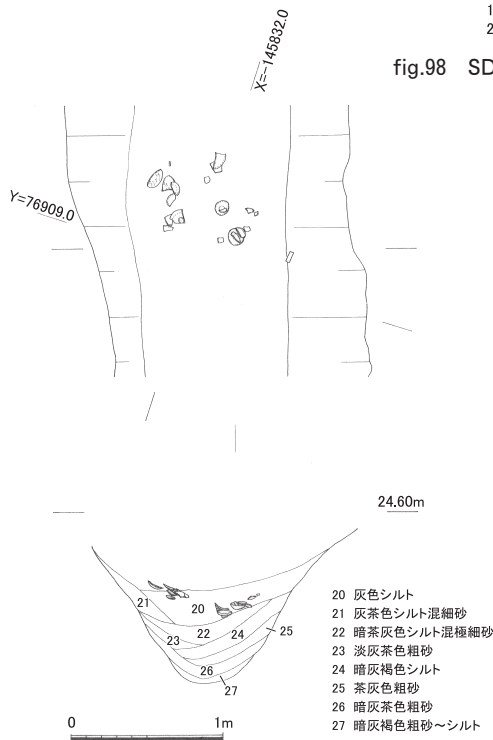 1
2
fig.98 SD
X=-145832.0
Y=76909.0
24.60m
21
20
23
22
24
25
26
27
20 灰色シルト
21 灰茶色シルト混細砂
22 暗茶灰色シルト混極細砂
23 淡灰茶色粗砂
24 暗灰褐色シルト
25 茶灰色粗砂
26 暗灰茶色粗砂
27 暗灰褐色粗砂~シルト
0 1m